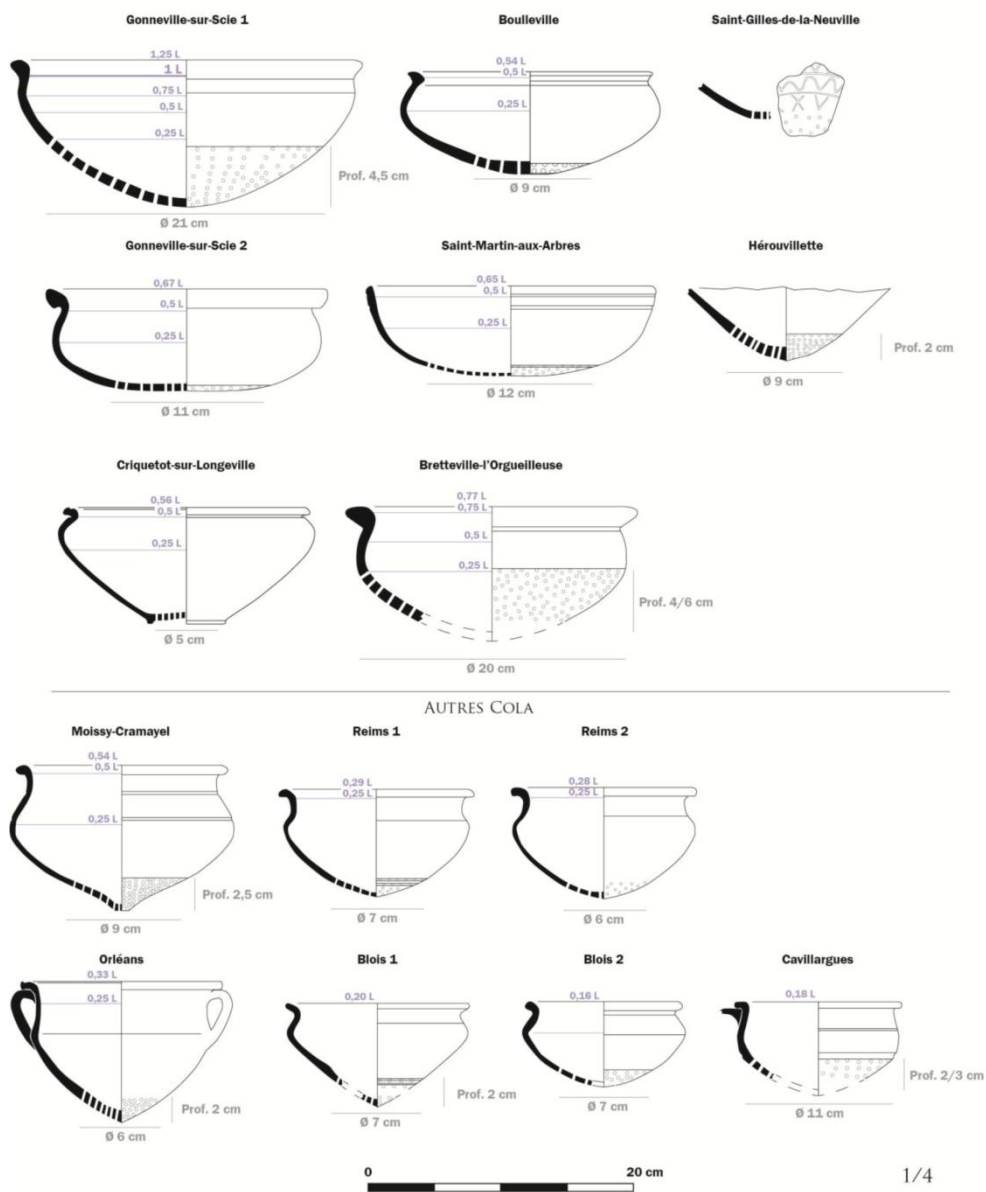 Gonneville-sur-Scie 1
1,25 L
1 L
0,75 L
0,5 L
0,25 L
Prof. 4,5 cm
Ø 21 cm
Boulleville
0,54 L
0,5 L
0,25 L
Ø 9 cm
Saint-Gilles-de-la-Neuville
Gonneville-sur-Scie 2
0,67 L
0,5 L
0,25 L
Ø 11 cm
Saint-Martin-aux-Arbres
0,65 L
0,5 L
0,25 L
Ø 12 cm
Hérouvillette
Prof. 2 cm
Ø 9 cm
Criquetot-sur-Longeville
0,56 L
0,5 L
0,25 L
Ø 5 cm
Bretteville-l'Orgueilleuse
0,77 L
0,75 L
0,5 L
0,25 L
Prof. 4/6 cm
Ø 20 cm
AUTRES COLA
Moissy-Cramayel
0,54 L
0,5 L
0,25 L
Prof. 2,5 cm
Ø 9 cm
Reims 1
0,29 L
0,25 L
Ø 7 cm
Reims 2
0,28 L
0,25 L
Ø 6 cm
Orléans
0,33 L
0,25 L
Prof. 2 cm
Ø 6 cm
Blois 1
0,20 L
Prof. 2 cm
Ø 7 cm
Blois 2
0,16 L
Ø 7 cm
Cavillargues
0,18 L
Prof. 2/3 cm
Ø 11 cm
0 20 cm
1/4